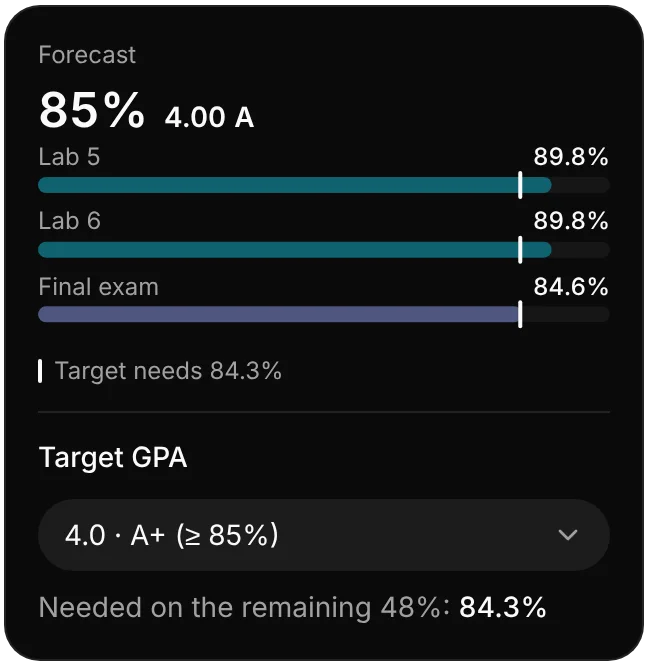 Forecast
85% 4.00 A
Lab 5 89.8%
Lab 6 89.8%
Final exam 84.6%
Target needs 84.3%
Target GPA
4.0 · A+ (≥ 85%)
Needed on the remaining 48%: 84.3%